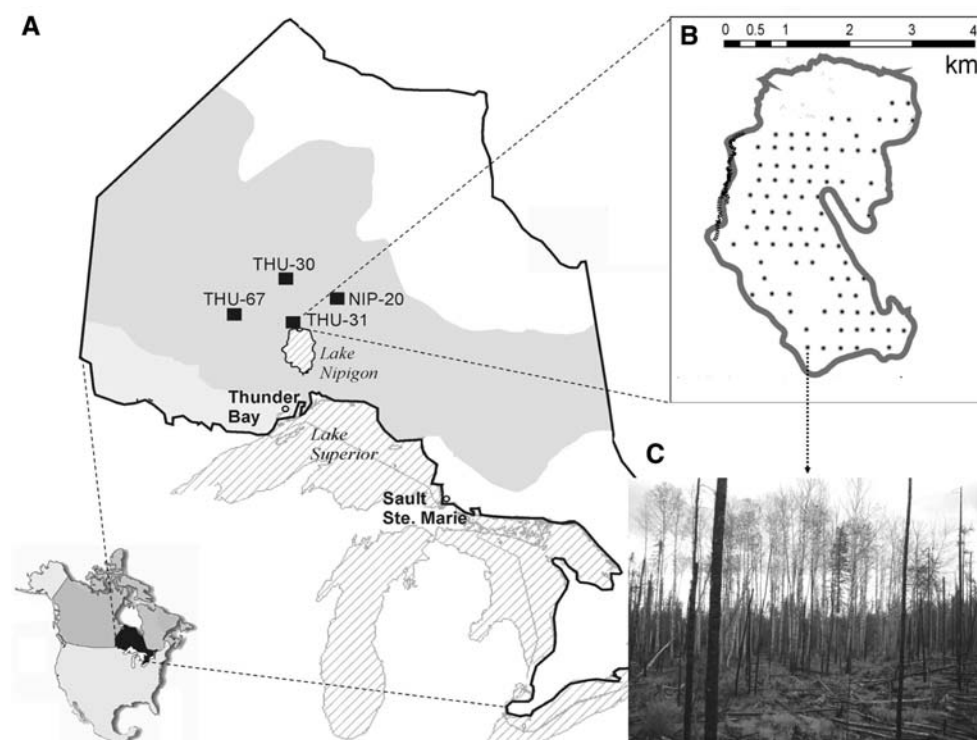 A
THU-30
THU-67
NIP-20
THU-31
Lake
Nipigon
Thunder
Bay
Lake
Superior
Sault
Ste. Marie
B
0 0.5 1 2 3 4
km
C